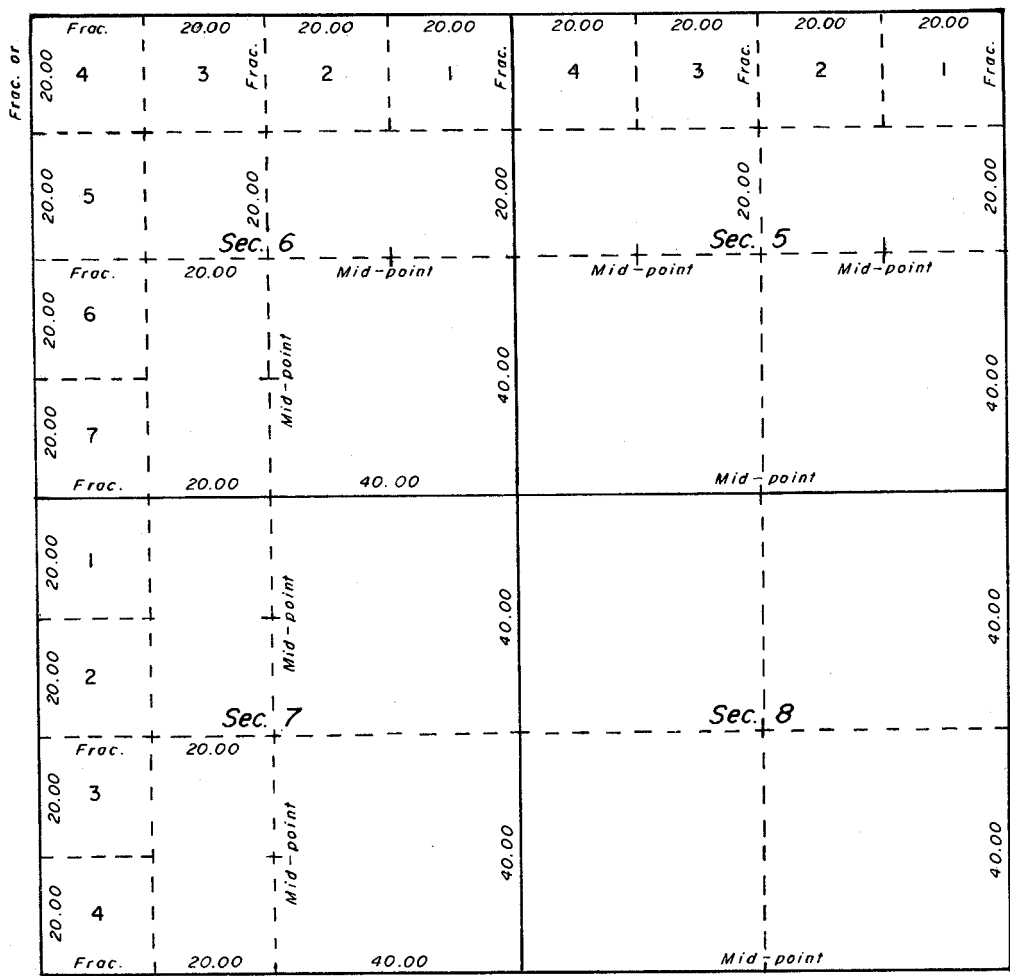 Frac. 20.00 20.00 20.00 20.00 20.00 20.00 20.00
Frac. or 20.00 Frac. Frac. Frac. Frac.
4 3 2 1 4 3 2 1
20.00 20.00 20.00 20.00 20.00
5
Sec. 6 Sec. 5
Frac. 20.00 Mid-point Mid-point Mid-point
20.00 6
Mid-point 40.00 40.00
20.00 7
Frac. 20.00 40.00 Mid-point
20.00 1
Mid-point 40.00 40.00
20.00 2
Sec. 7 Sec. 8
Frac. 20.00
20.00 3
Mid-point 40.00 40.00
20.00 4
Frac. 20.00 40.00 Mid-point